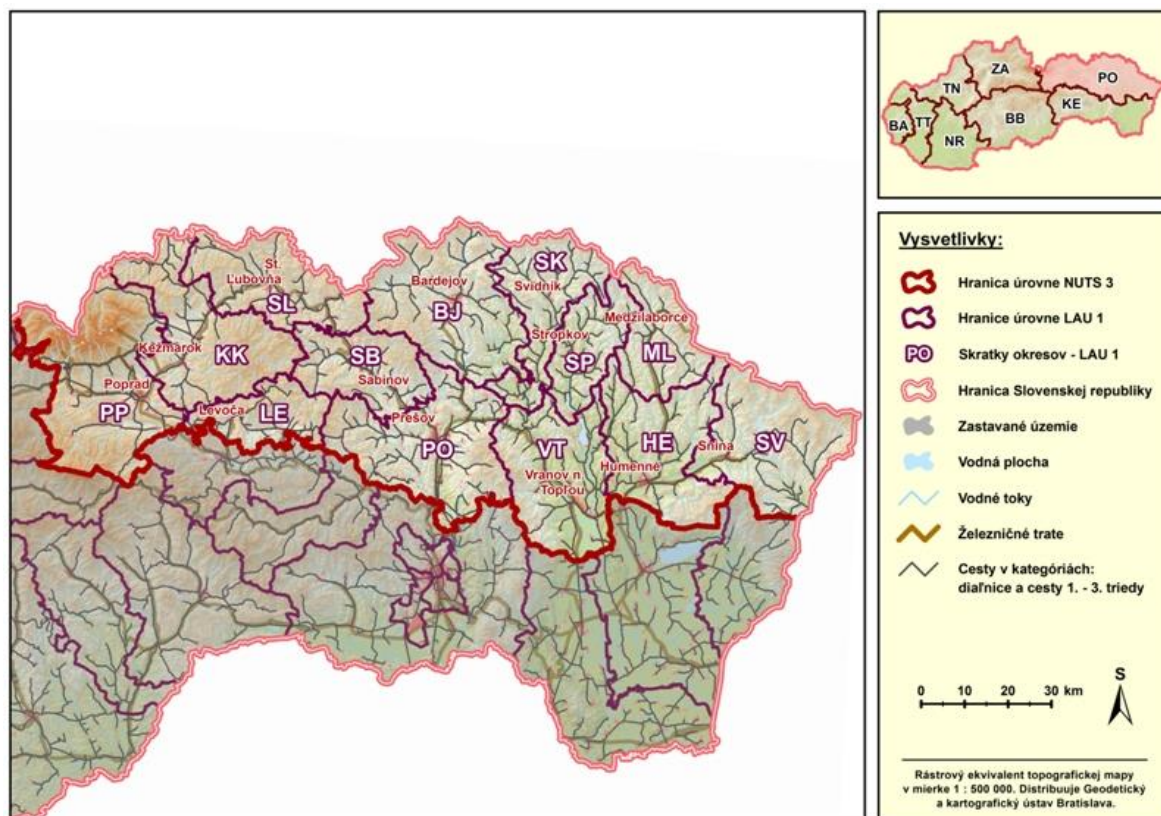 St.
Ľubovňa
SL
Bardejov
BJ
SK
Svidník
Stropkov
SP
Medzilaborce
ML
Kežmarok
KK
SB
Sabinov
Poprad
PP
Levoča
LE
Prešov
PO
VT
Vranov n.
Topľou
HE
Humenné
Snina
SV
ZA
PO
TN
KE
BA
TT
BB
NR
Vysvetlivky:
Hranica úrovne NUTS 3
Hranice úrovne LAU 1
PO Skratky okresov - LAU 1
Hranica Slovenskej republiky
Zastavané územie
Vodná plocha
Vodné toky
Železničné trate
Cesty v kategóriách:
diaľnice a cesty 1. - 3. triedy
S
0 10 20 30 km
Rástrový ekvivalent topografickej mapy
v mierke 1 : 500 000. Distribuuje Geodetický
a kartografický ústav Bratislava.